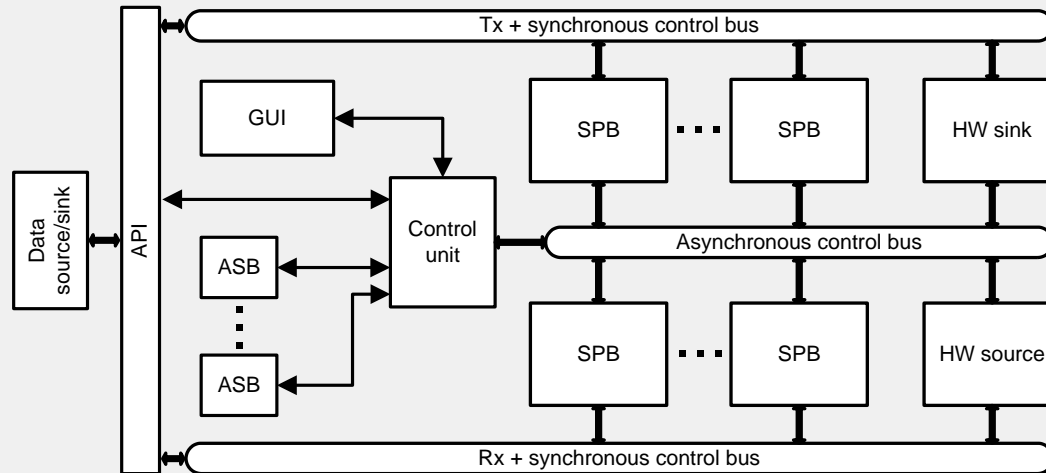 Tx + synchronous control bus
GUI
SPB
SPB
HW sink
Data
source/sink
API
Control
unit
Asynchronous control bus
ASB
ASB
SPB
SPB
HW source
Rx + synchronous control bus